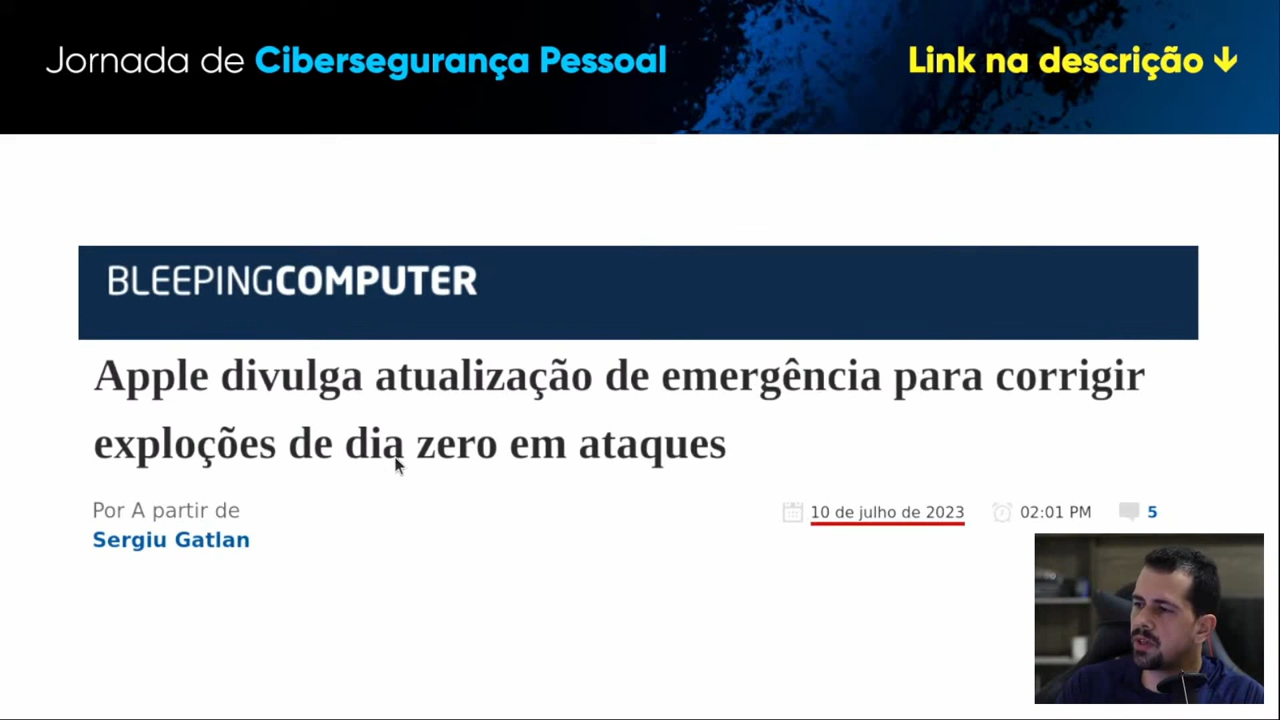 Jornada de Cibersegurança Pessoal
Link na descrição ↓
BLEEPINGCOMPUTER
Apple divulga atualização de emergência para corrigir
exploções de dia zero em ataques
Por A partir de
Sergiu Gatlan
10 de julho de 2023 02:01 PM 5